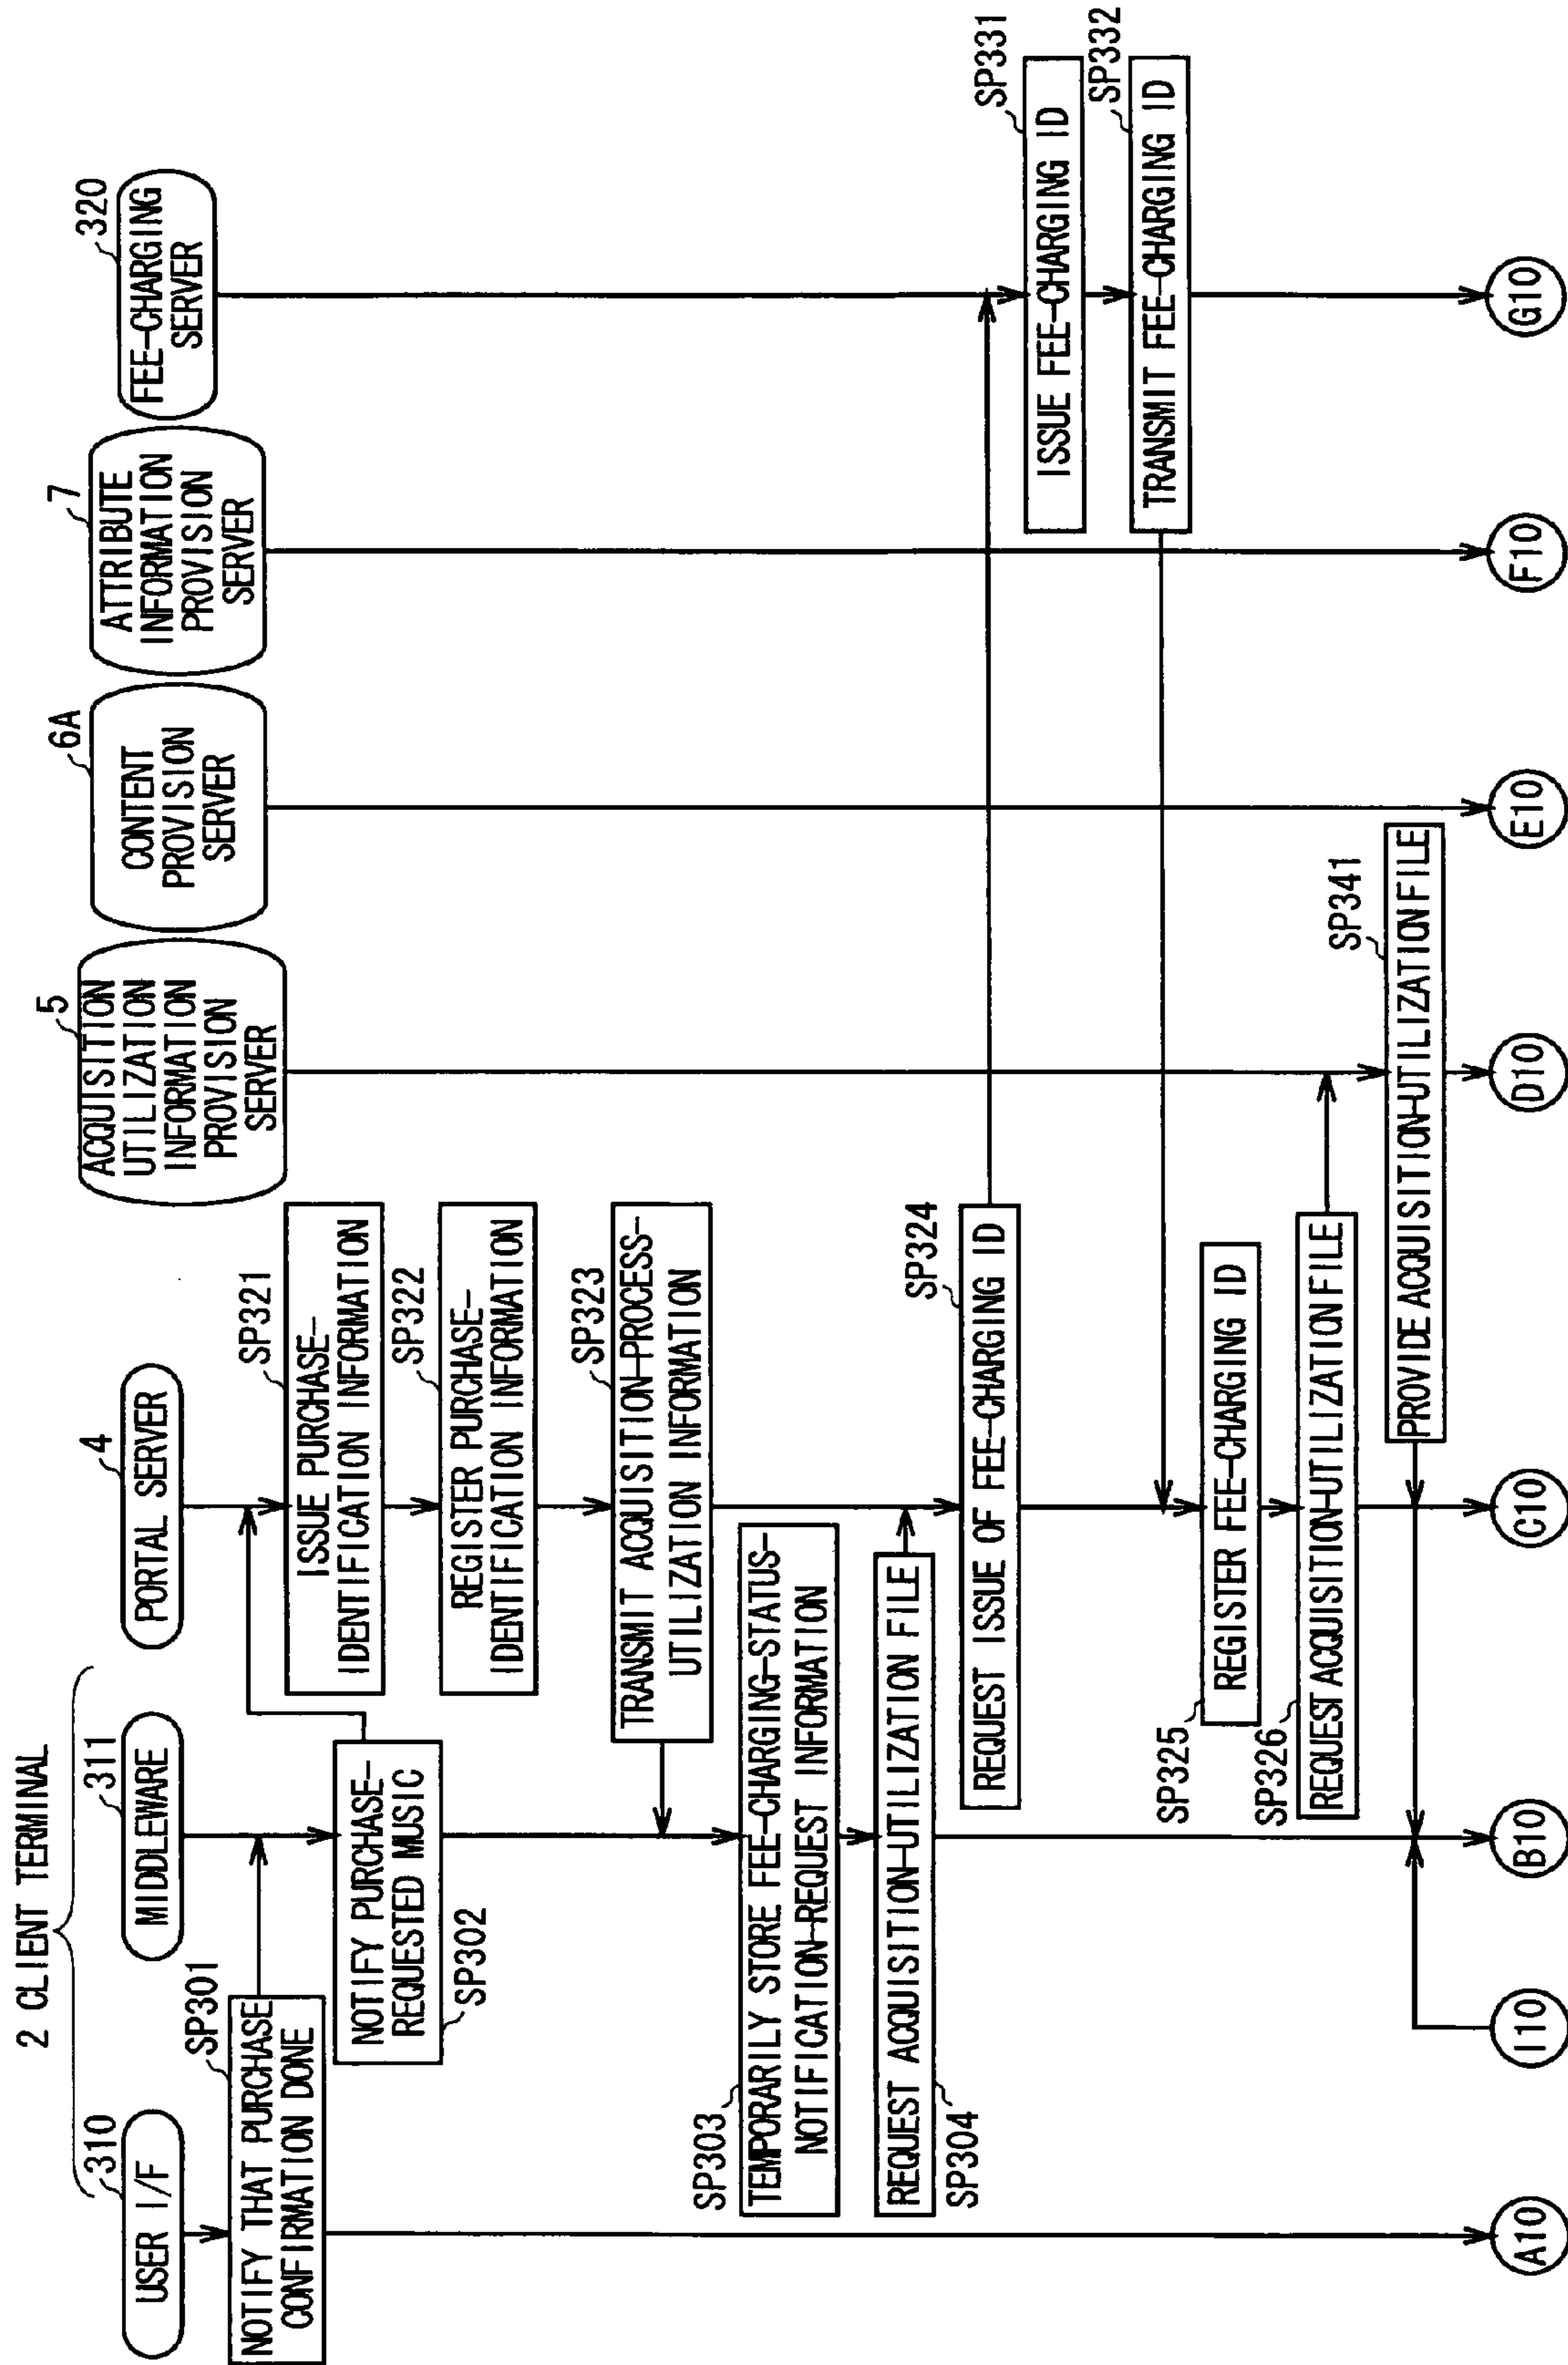 2 CLIENT TERMINAL
310
USER I/F
311
MIDDLEWARE
4
PORTAL SERVER
5
ACQUISITION
UTILIZATION
INFORMATION
PROVISION
SERVER
6A
CONTENT
PROVISION
SERVER
7
ATTRIBUTE
INFORMATION
PROVISION
SERVER
320
FEE-CHARGING
SERVER
SP301
NOTIFY THAT PURCHASE
CONFIRMATION DONE
NOTIFY PURCHASE-
REQUESTED MUSIC
SP302
SP321
ISSUE PURCHASE-
IDENTIFICATION INFORMATION
SP322
REGISTER PURCHASE-
IDENTIFICATION INFORMATION
SP323
TRANSMIT ACQUISITION-PROCESS-
UTILIZATION INFORMATION
SP303
TEMPORARILY STORE FEE-CHARGING-STATUS-
NOTIFICATION-REQUEST INFORMATION
REQUEST ACQUISITION-UTILIZATION FILE
SP304
SP324
REQUEST ISSUE OF FEE-CHARGING ID
SP331
ISSUE FEE-CHARGING ID
SP332
TRANSMIT FEE-CHARGING ID
SP325
REGISTER FEE-CHARGING ID
SP326
REQUEST ACQUISITION-UTILIZATION FILE
SP341
PROVIDE ACQUISITION-UTILIZATION FILE
A10
I10
B10
C10
D10
E10
F10
G10